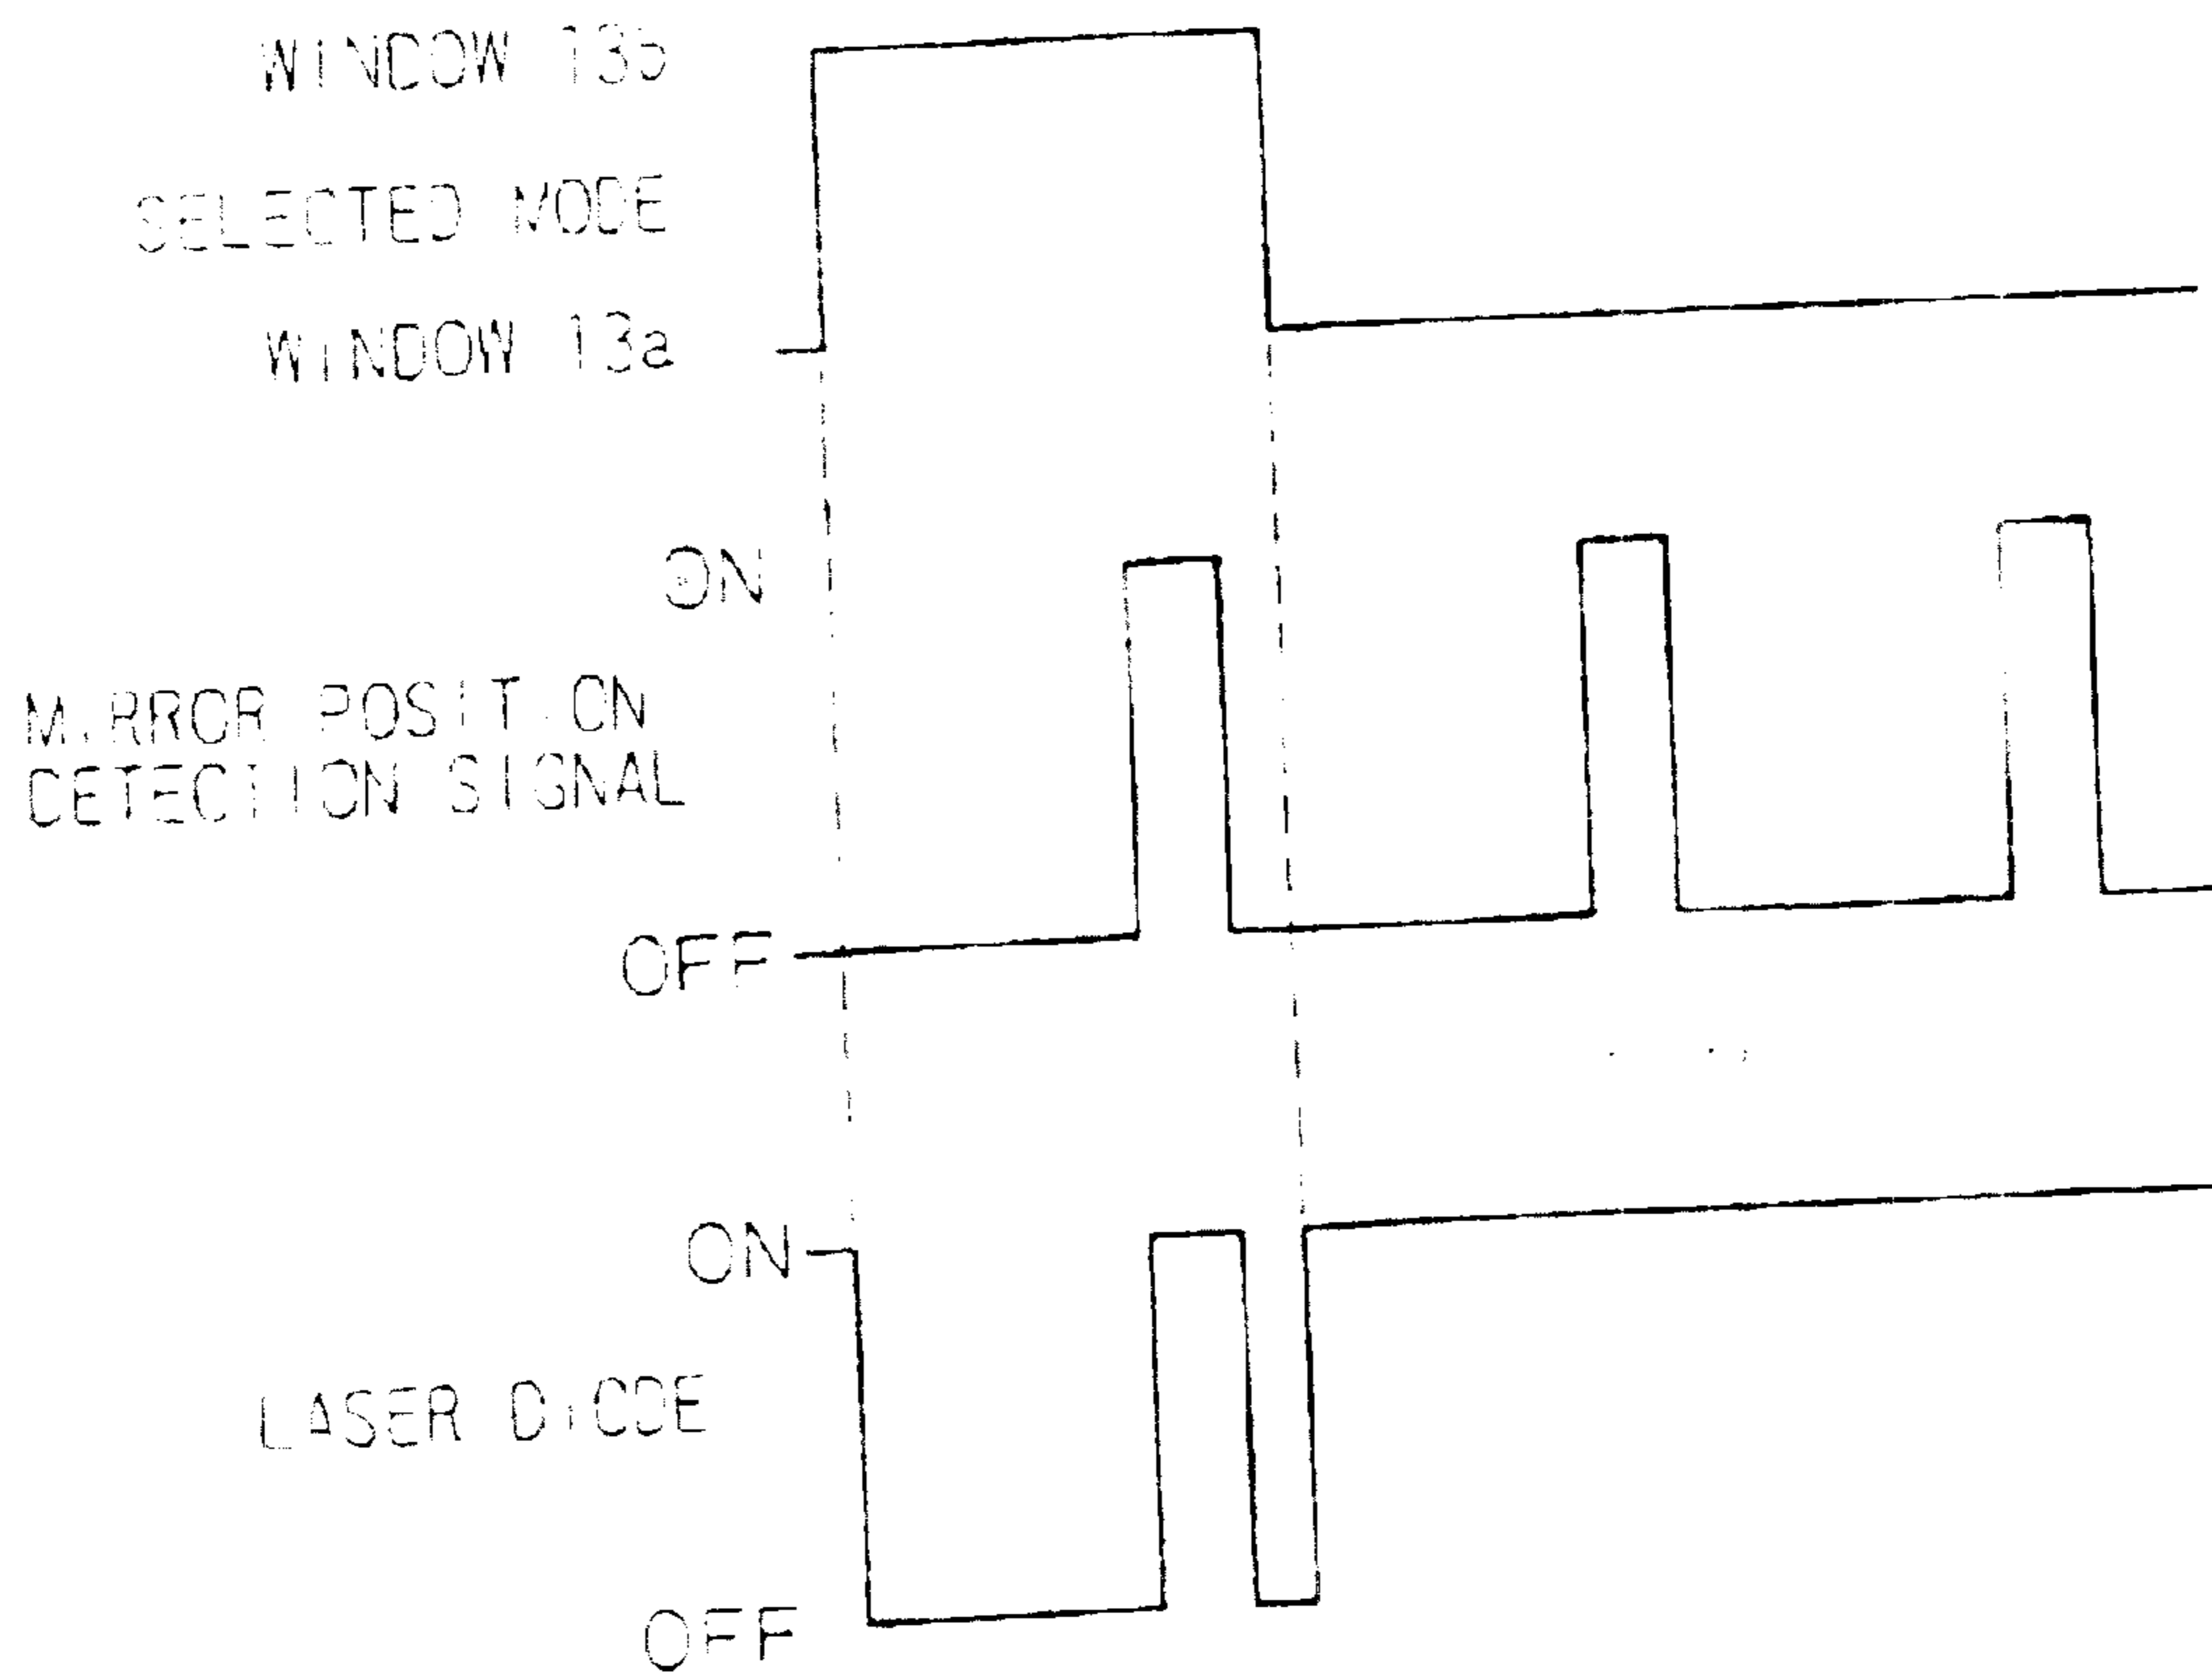 WINDOW 13b
SELECTED MODE
WINDOW 13a
ON
MIRROR POSITION
DETECTION SIGNAL
OFF
ON
LASER DIODE
OFF